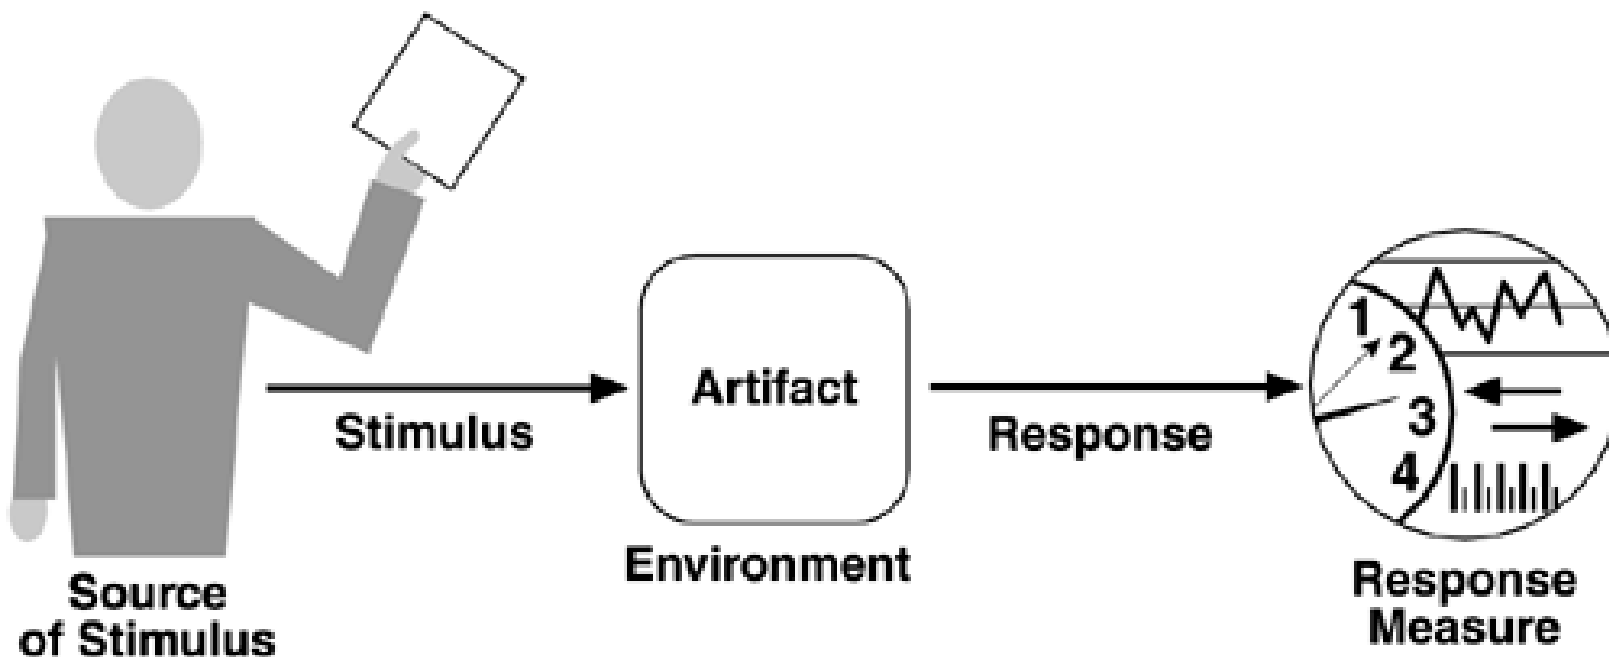 Source
of Stimulus
Stimulus
Artifact
Environment
Response
1
2
3
4
Response
Measure